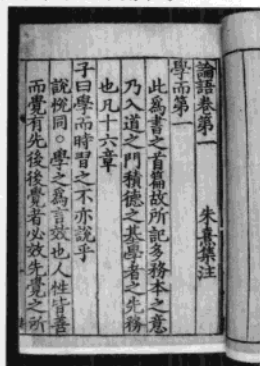 論語卷第一 朱熹集注
學而第一
此爲書之首篇故所記多務本之意
乃入道之門積德之基學者之先務
也凡十六章
子曰學而時習之不亦說乎
說悅同○學之爲言效也人性皆善
而覺有先後後覺者必效先覺之所